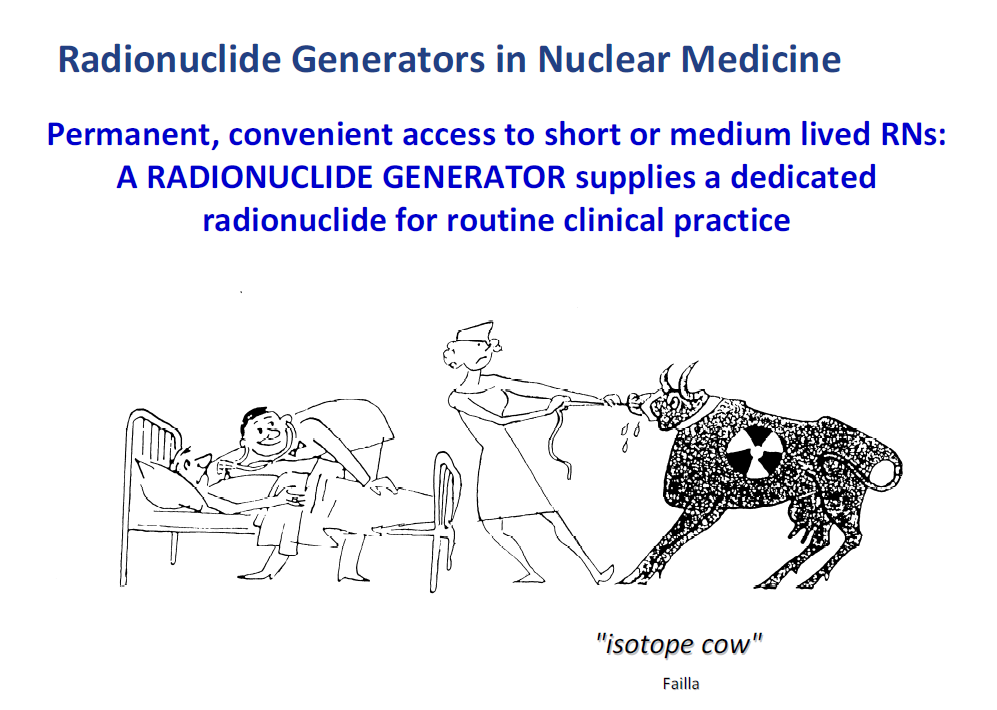 Radionuclide Generators in Nuclear Medicine
Permanent, convenient access to short or medium lived RNs:
A RADIONUCLIDE GENERATOR supplies a dedicated
radionuclide for routine clinical practice
"isotope cow"
Failla